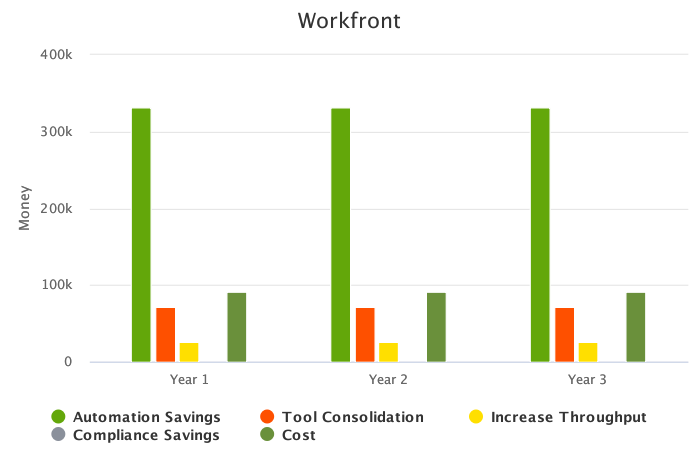 Workfront
400k
300k
200k
100k
0
Money
Year 1 Year 2 Year 3
Automation Savings Tool Consolidation Increase Throughput
Compliance Savings Cost